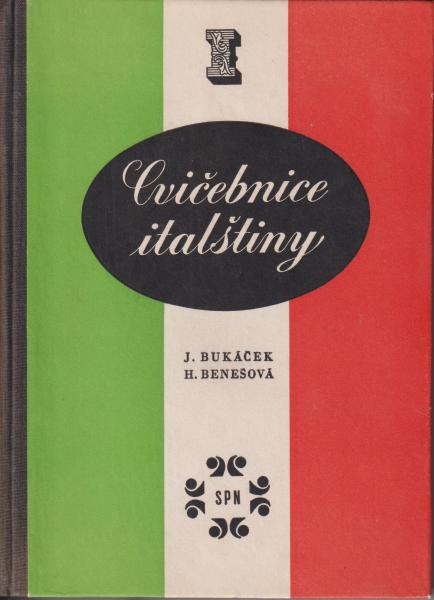 I
Cvičebnice
italštiny
J. BUKÁČEK
H. BENEŠOVÁ
SPN